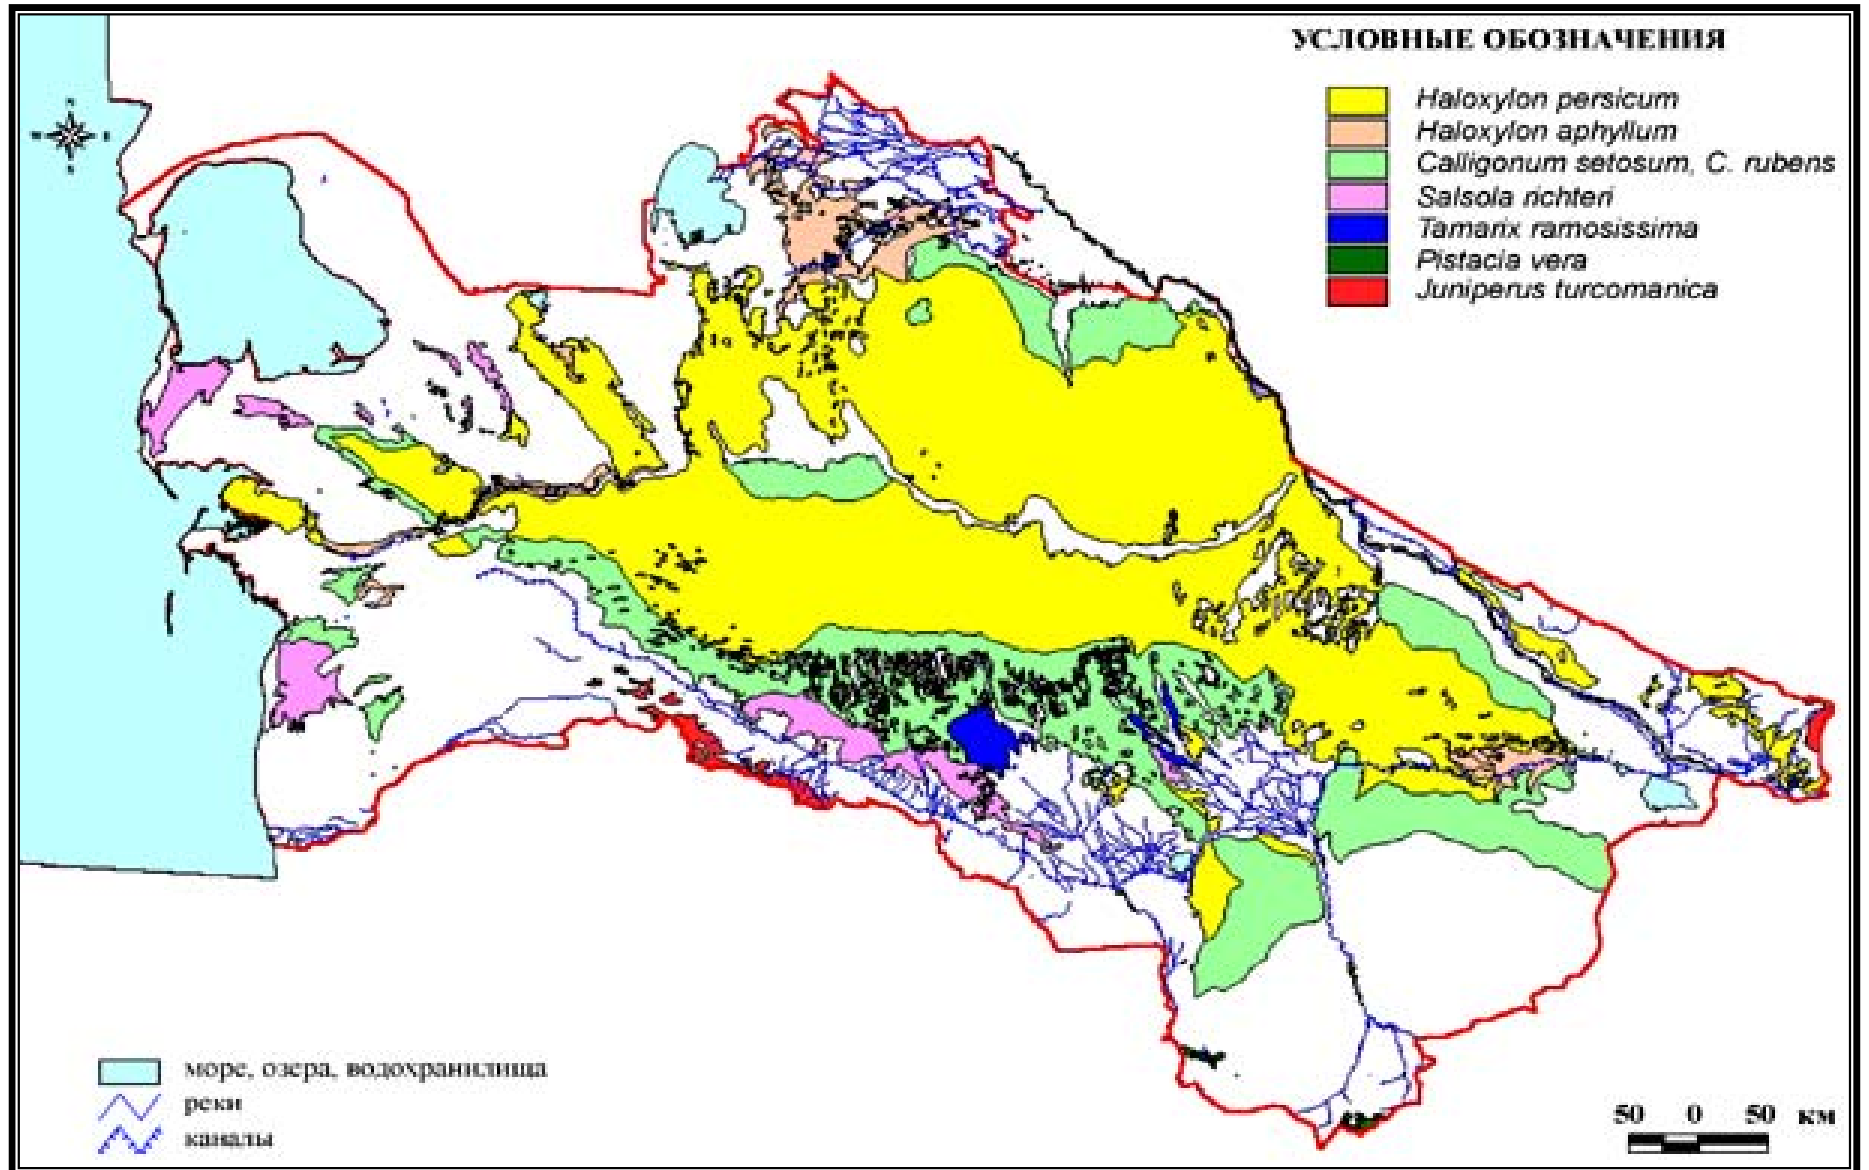 УСЛОВНЫЕ ОБОЗНАЧЕНИЯ
Haloxylon persicum
Haloxylon aphyllum
Calligonum setosum, C. rubens
Salsola richteri
Tamarix ramosissima
Pistacia vera
Juniperus turcomanica
море, озера, водохранилища
реки
каналы
50 0 50 км